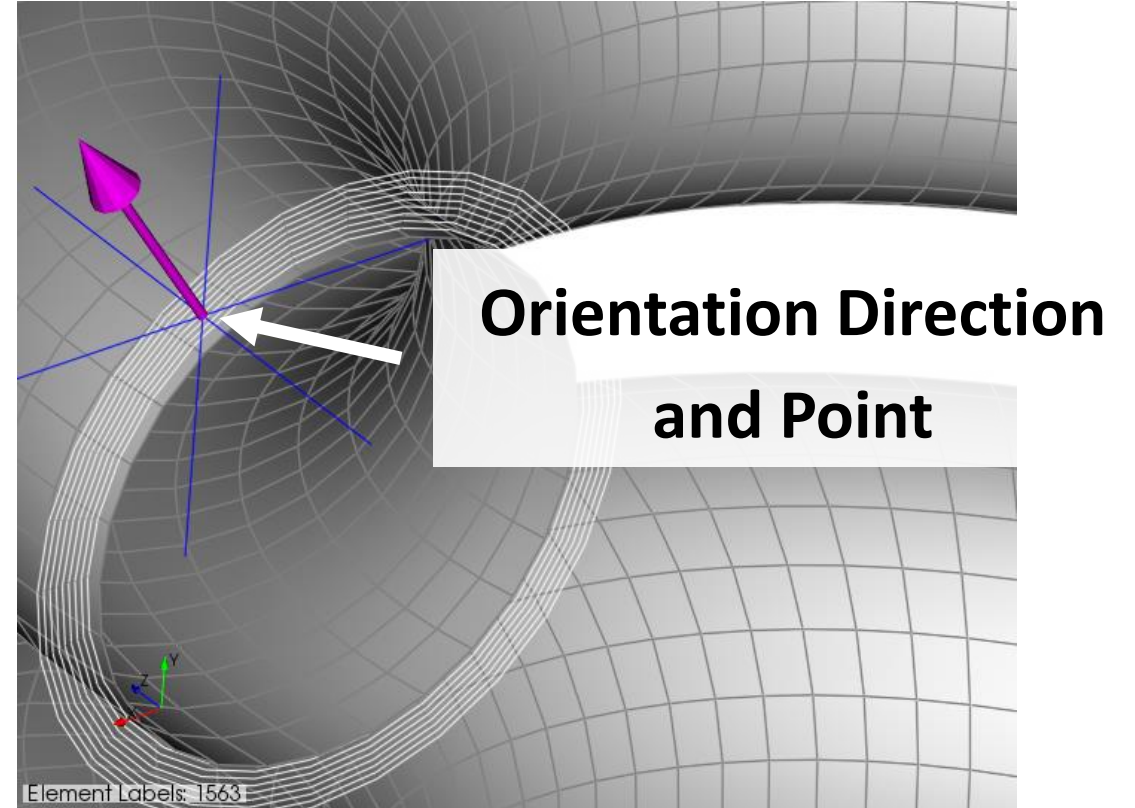 Orientation Direction
and Point
Y
Z
X
Element Labels: 1563